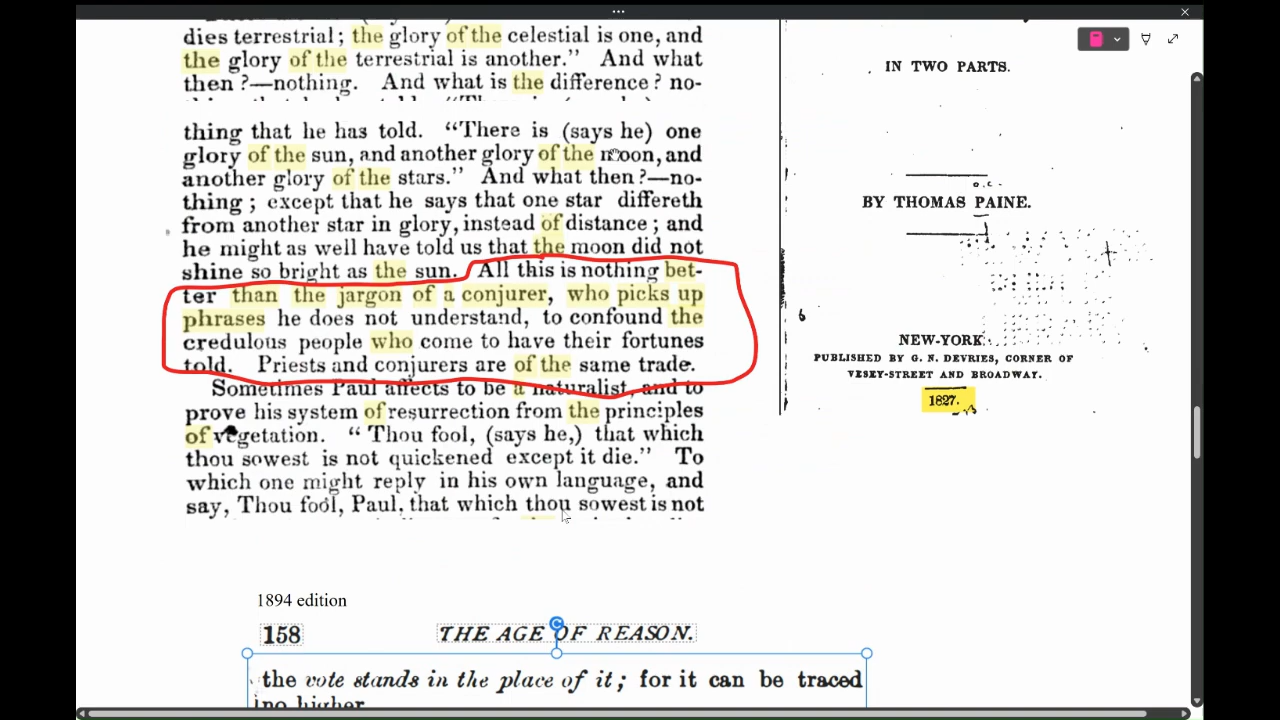 dies terrestrial; the glory of the celestial is one, and
the glory of the terrestrial is another." And what
then?—nothing. And what is the difference? no-
thing that he has told. "There is (says he) one
glory of the sun, and another glory of the moon, and
another glory of the stars." And what then?—no-
thing; except that he says that one star differeth
from another star in glory, instead of distance; and
he might as well have told us that the moon did not
shine so bright as the sun. All this is nothing bet-
ter than the jargon of a conjurer, who picks up
phrases he does not understand, to confound the
credulous people who come to have their fortunes
told. Priests and conjurers are of the same trade.
Sometimes Paul affects to be a naturalist, and to
prove his system of resurrection from the principles
of vegetation. "Thou fool, (says he,) that which
thou sowest is not quickened except it die." To
which one might reply in his own language, and
say, Thou fool, Paul, that which thou sowest is not
IN TWO PARTS.
BY THOMAS PAINE.
NEW-YORK:
PUBLISHED BY G. N. DEVRIES, CORNER OF
VESEY-STREET AND BROADWAY.
1827.
1894 edition
158 THE AGE OF REASON.
the vote stands in the place of it; for it can be traced
no higher